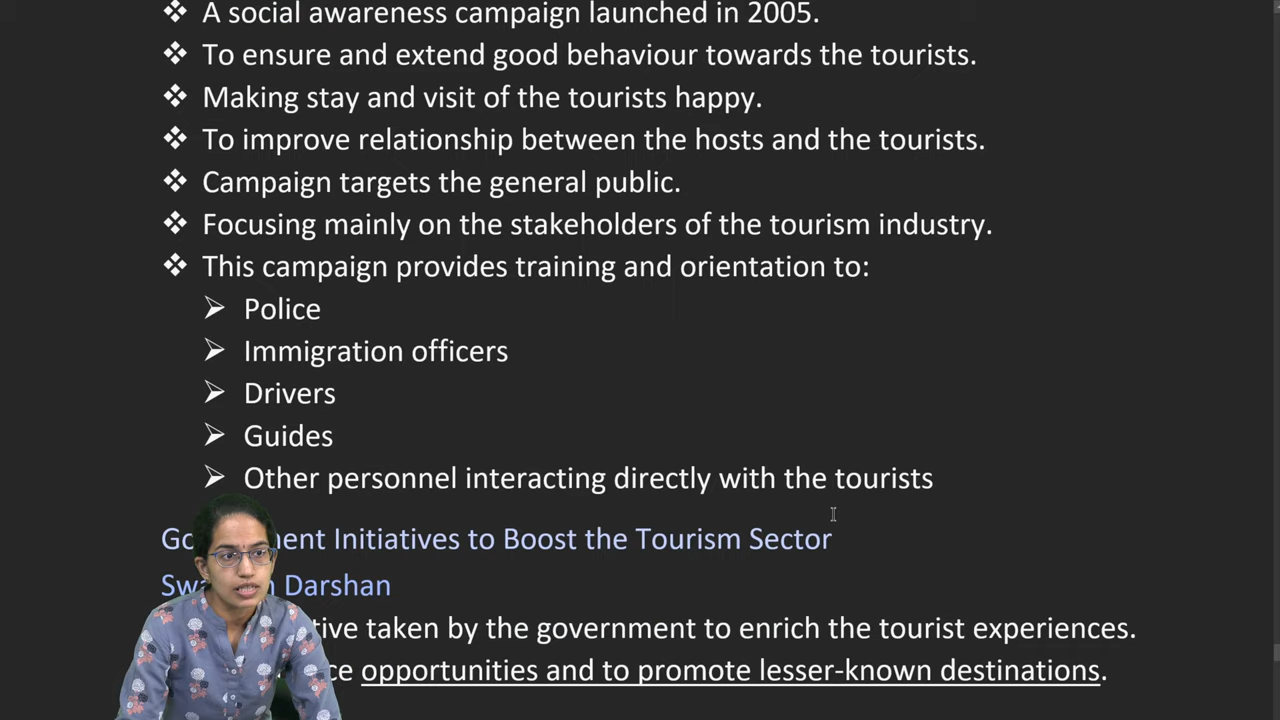 ❖ A social awareness campaign launched in 2005.
❖ To ensure and extend good behaviour towards the tourists.
❖ Making stay and visit of the tourists happy.
❖ To improve relationship between the hosts and the tourists.
❖ Campaign targets the general public.
❖ Focusing mainly on the stakeholders of the tourism industry.
❖ This campaign provides training and orientation to:
➢ Police
➢ Immigration officers
➢ Drivers
➢ Guides
➢ Other personnel interacting directly with the tourists
Initiatives to Boost the Tourism Sector
Darshan
taken by the government to enrich the tourist experiences.
opportunities and to promote lesser-known destinations.